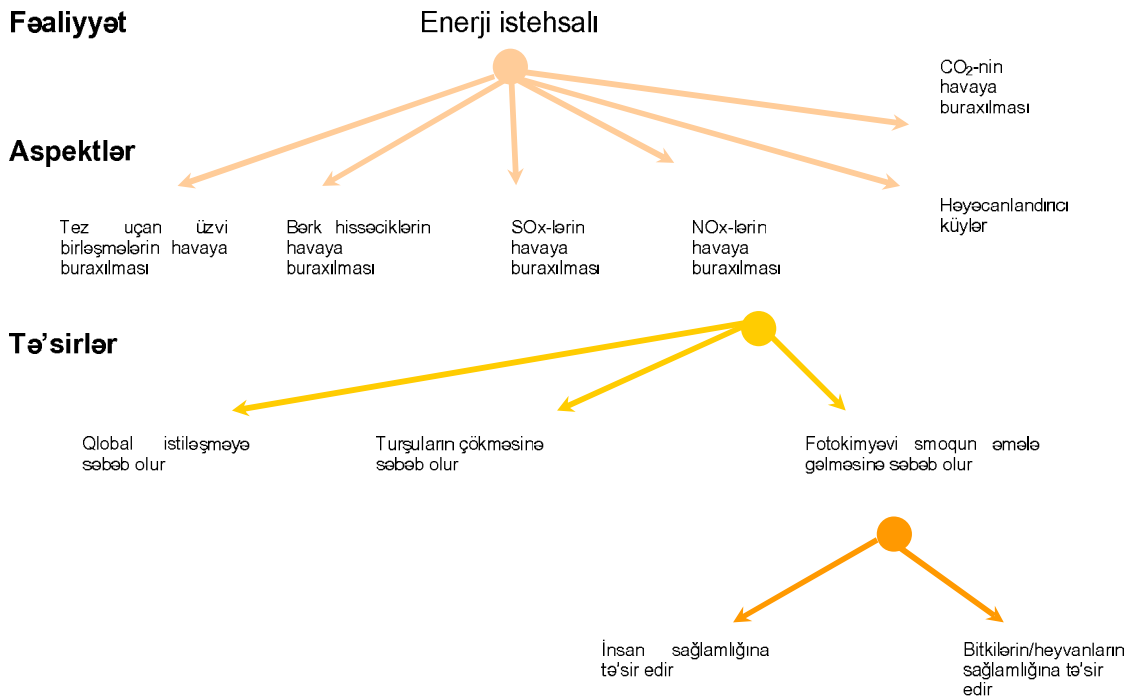 Fəaliyyət
Enerji istehsalı
CO₂-nin
havaya
buraxılması
Aspektlər
Tez uçan üzvi
birləşmələrin havaya
buraxılması
Bərk hissəciklərin
havaya
buraxılması
SOx-lərin
havaya
buraxılması
NOx-lərin
havaya
buraxılması
Həyəcanlandırıcı
küylər
Tə’sirlər
Qlobal istiləşməyə
səbəb olur
Turşuların çökməsinə
səbəb olur
Fotokimyəvi smoqun əmələ
gəlməsinə səbəb olur
İnsan sağlamlığına
tə'sir edir
Bitkilərin/heyvanların
sağlamlığına tə'sir
edir